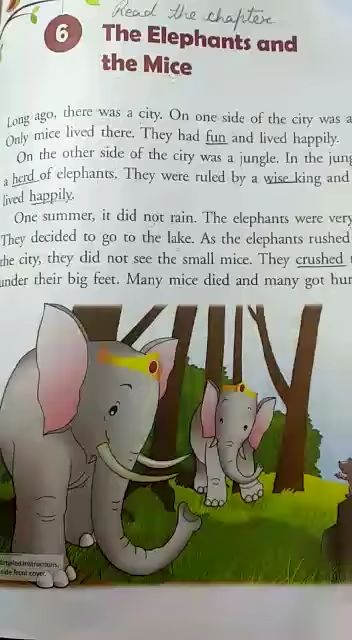 Read the chapter
6 The Elephants and
the Mice
Long ago, there was a city. On one side of the city was a
Only mice lived there. They had fun and lived happily.
On the other side of the city was a jungle. In the
a herd of elephants. They were ruled by a wise king and
lived happily.
One summer, it did not rain. The elephants were very
They decided to go to the lake. As the elephants rushed
the city, they did not see the small mice. They crushed
under their big feet. Many mice died and many got
side front cover.